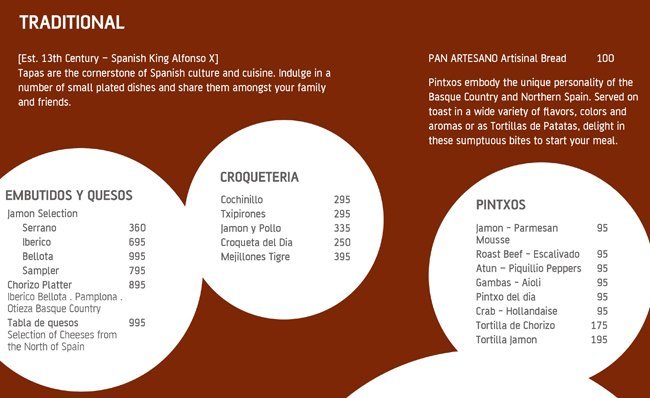 TRADITIONAL
[Est. 13th Century – Spanish King Alfonso X]
Tapas are the cornerstone of Spanish culture and cuisine. Indulge in a
number of small plated dishes and share them amongst your family
and friends.
PAN ARTESANO Artisinal Bread 100
Pintxos embody the unique personality of the
Basque Country and Northern Spain. Served on
toast in a wide variety of flavors, colors and
aromas or as Tortillas de Patatas, delight in
these sumptuous bites to start your meal.
EMBUTIDOS Y QUESOS
Jamon Selection
Serrano 360
Iberico 695
Bellota 995
Sampler 795
Chorizo Platter 895
Iberico Bellota . Pamplona .
Otieza Basque Country
Tabla de quesos 995
Selection of Cheeses from
the North of Spain
CROQUETERIA
Cochinillo 295
Txipirones 295
Jamon y Pollo 335
Croqueta del Dia 250
Mejillones Tigre 395
PINTXOS
Jamon - Parmesan 95
Mousse
Roast Beef - Escalivado 95
Atun – Piquillio Peppers 95
Gambas - Aioli 95
Pintxo del dia 95
Crab - Hollandaise 95
Tortilla de Chorizo 175
Tortilla Jamon 195